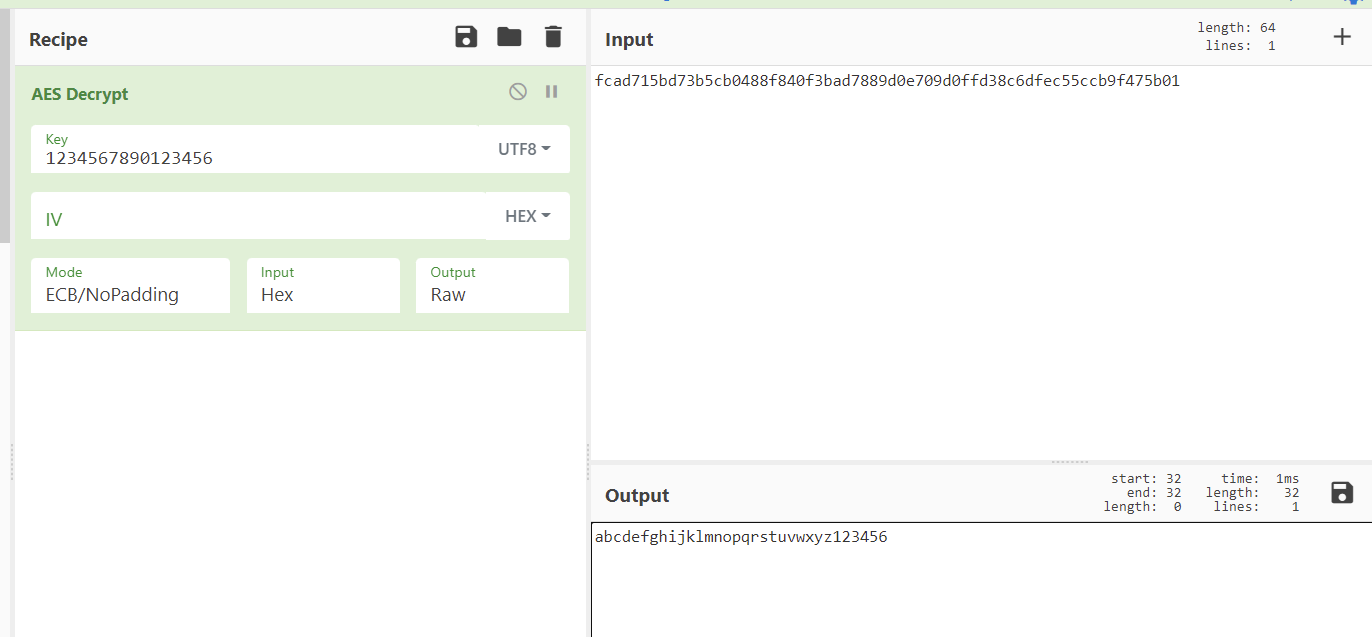 Recipe
AES Decrypt
Key
1234567890123456
UTF8
IV
HEX
Mode
ECB/NoPadding
Input
Hex
Output
Raw
Input
length: 64
lines: 1
fcad715bd73b5cb0488f840f3bad7889d0e709d0ffd38c6dfec55ccb9f475b01
Output
start: 32
end: 32
length: 0
time: 1ms
length: 32
lines: 1
abcdefghijklmnopqrstuvwxyz123456